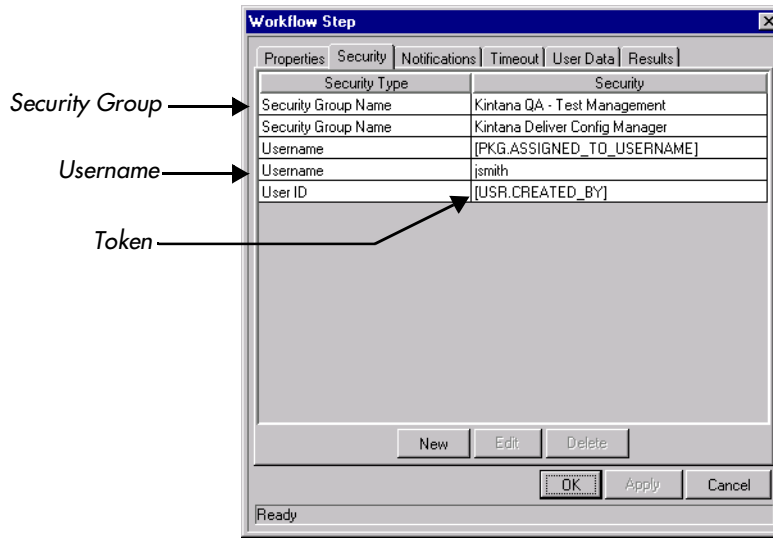 Workflow Step
Properties Security Notifications Timeout User Data Results
Security Type Security
Security Group Security Group Name Kintana QA - Test Management
Security Group Name Kintana Deliver Config Manager
Username [PKG.ASSIGNED_TO_USERNAME]
Username Username jsmith
User ID [USR.CREATED_BY]
Token
New Edit Delete
OK Apply Cancel
Ready